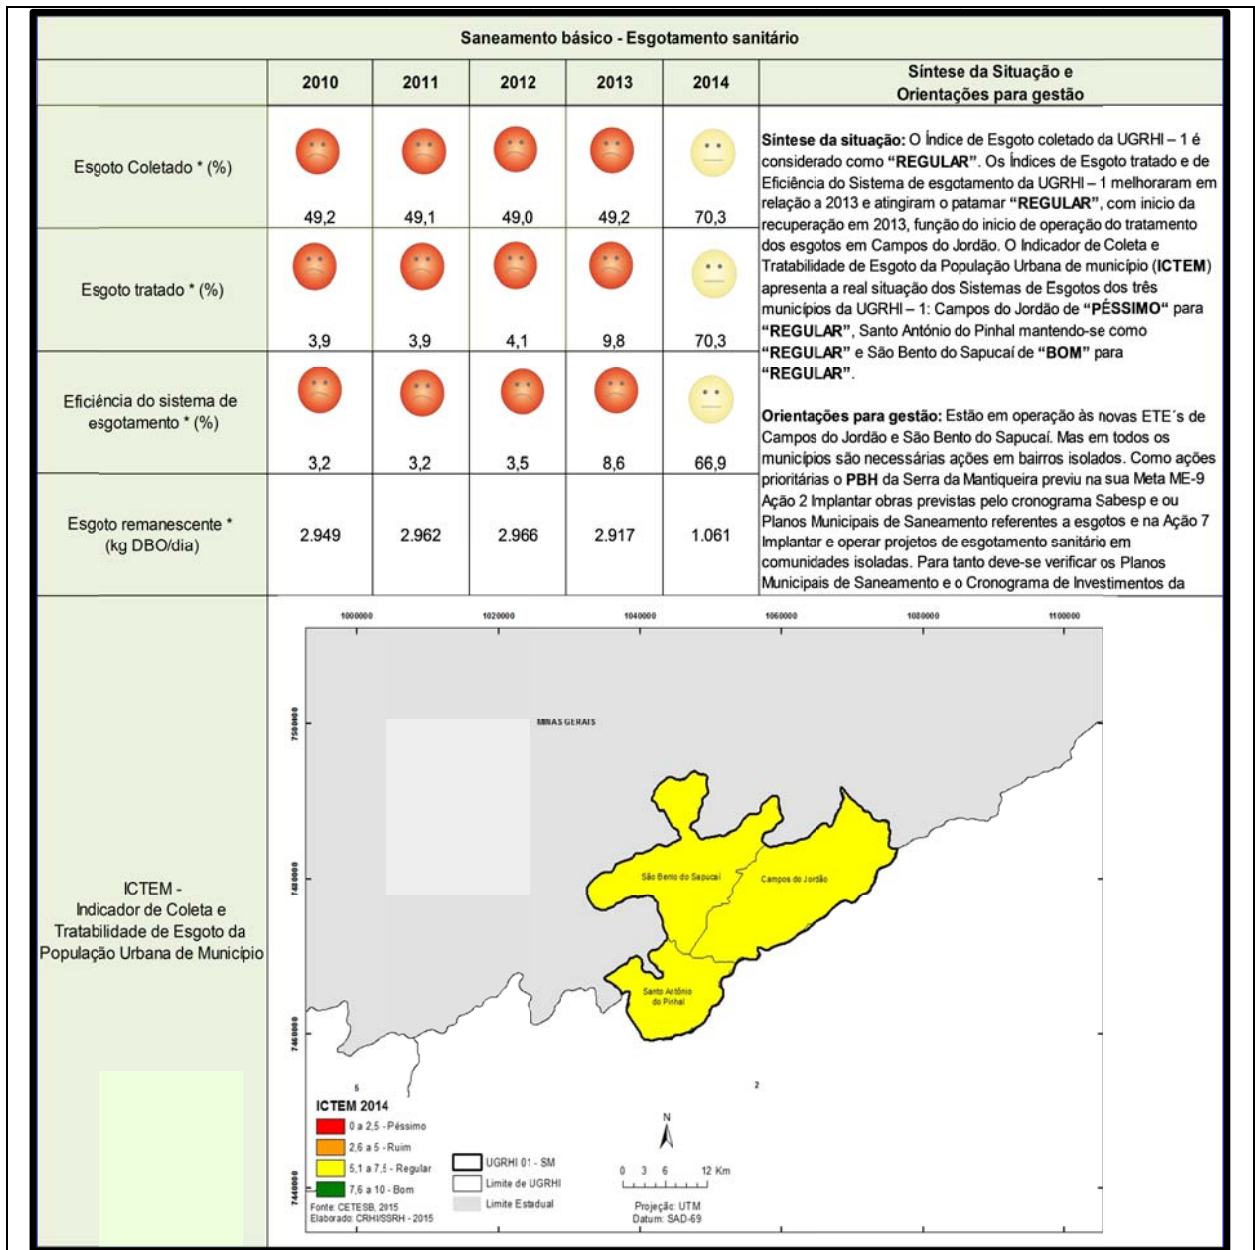 Saneamento básico - Esgotamento sanitário
2010 2011 2012 2013 2014 Síntese da Situação e
Orientações para gestão
Esgoto Coletado * (%)
49,2 49,1 49,0 49,2 70,3
Esgoto tratado * (%)
3,9 3,9 4,1 9,8 70,3
Eficiência do sistema de
esgotamento * (%)
3,2 3,2 3,5 8,6 66,9
Esgoto remanescente *
(kg DBO/dia)
2.949 2.962 2.966 2.917 1.061
Síntese da situação: O Índice de Esgoto coletado da UGRHI – 1 é
considerado como “REGULAR”. Os Índices de Esgoto tratado e de
Eficiência do Sistema de esgotamento da UGRHI – 1 melhoraram em
relação a 2013 e atingiram o patamar “REGULAR”, com inicio da
recuperação em 2013, função do inicio de operação do tratamento
dos esgotos em Campos do Jordão. O Indicador de Coleta e
Tratabilidade de Esgoto da População Urbana de município (ICTEM)
apresenta a real situação dos Sistemas de Esgotos dos três
municípios da UGRHI – 1: Campos do Jordão de “PÉSSIMO“ para
“REGULAR”, Santo António do Pinhal mantendo-se como
“REGULAR” e São Bento do Sapucaí de “BOM” para
“REGULAR”.
Orientações para gestão: Estão em operação às novas ETE´s de
Campos do Jordão e São Bento do Sapucaí. Mas em todos os
municípios são necessárias ações em bairros isolados. Como ações
prioritárias o PBH da Serra da Mantiqueira previu na sua Meta ME-9
Ação 2 Implantar obras previstas pelo cronograma Sabesp e ou
Planos Municipais de Saneamento referentes a esgotos e na Ação 7
Implantar e operar projetos de esgotamento sanitário em
comunidades isoladas. Para tanto deve-se verificar os Planos
Municipais de Saneamento e o Cronograma de Investimentos da
ICTEM -
Indicador de Coleta e
Tratabilidade de Esgoto da
População Urbana de Município
1000000 1020000 1040000 1060000 1080000 1100000
7500000
7480000
7460000
7440000
MINAS GERAIS
São Bento do Sapucaí
Campos do Jordão
Santo Antônio
do Pinhal
5
2
ICTEM 2014
0 a 2,5 - Péssimo
2,6 a 5 - Ruim
5,1 a 7,5 - Regular
7,6 a 10 - Bom
UGRHI 01 - SM
Limite de UGRHI
Limite Estadual
Fonte: CETESB, 2015
Elaborado: CRHI/SSRH - 2015
N
0 3 6 12 Km
Projeção: UTM
Datum: SAD-69